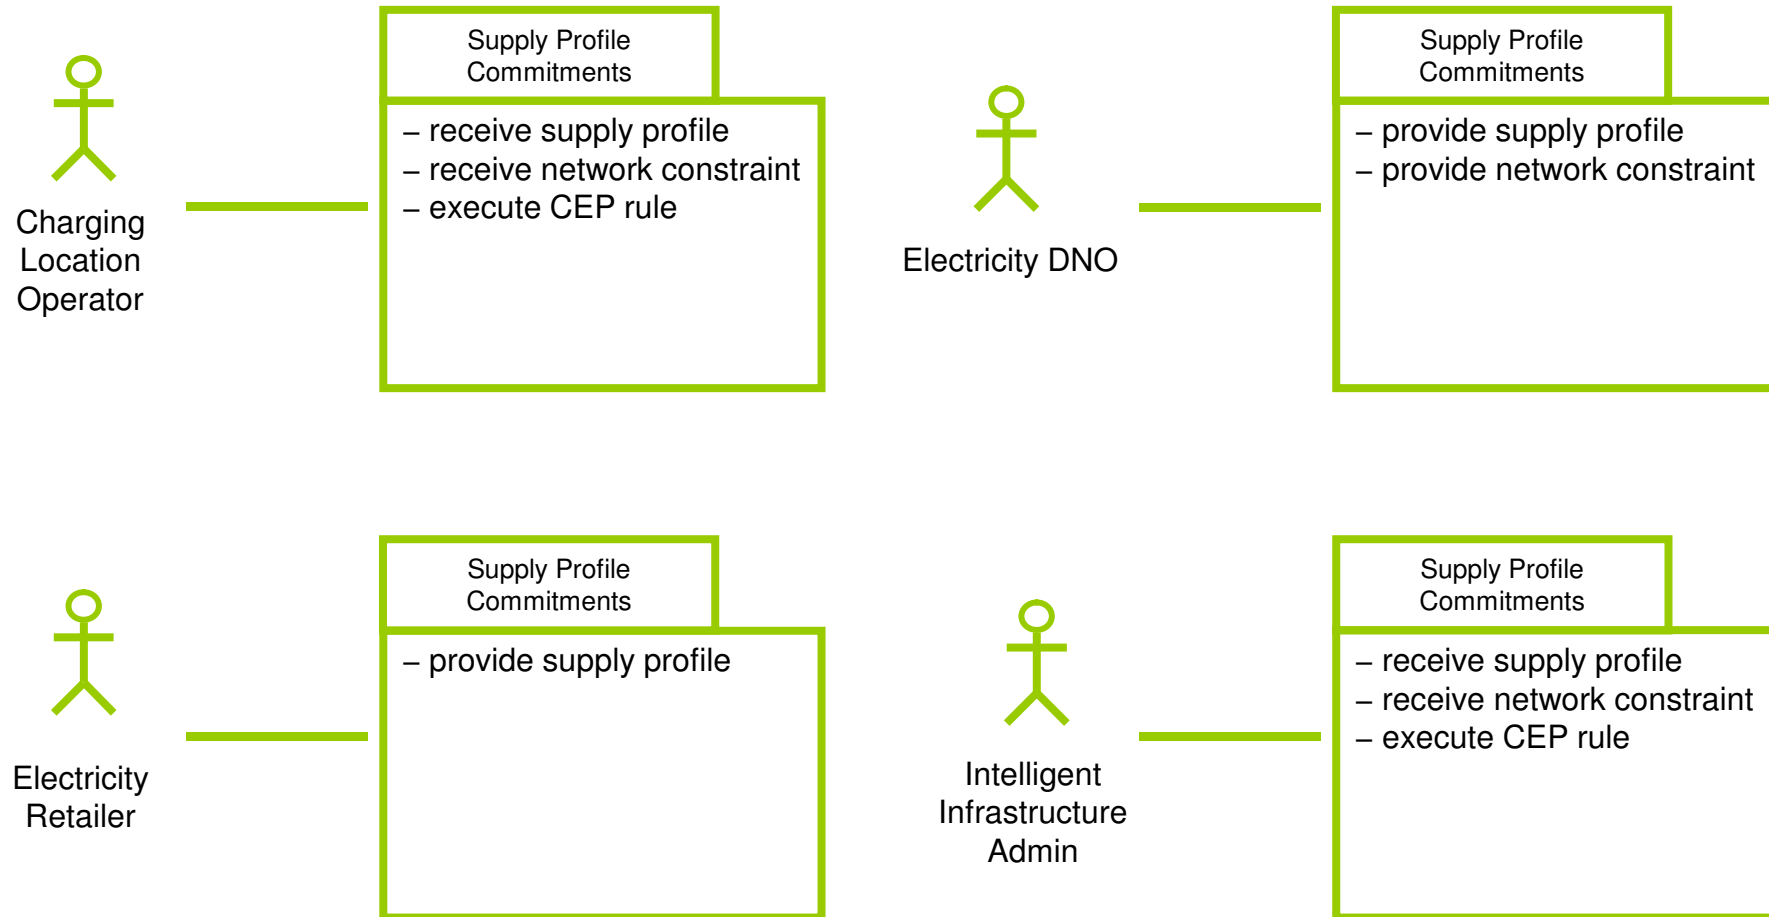 Supply Profile
Commitments
– receive supply profile
– receive network constraint
– execute CEP rule
Charging
Location
Operator
Supply Profile
Commitments
– provide supply profile
– provide network constraint
Electricity DNO
Supply Profile
Commitments
– provide supply profile
Electricity
Retailer
Supply Profile
Commitments
– receive supply profile
– receive network constraint
– execute CEP rule
Intelligent
Infrastructure
Admin